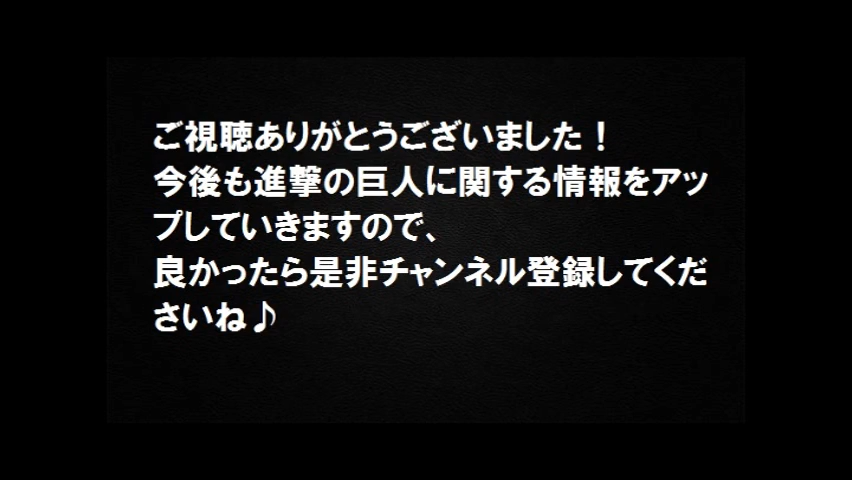 ご視聴ありがとうございました！
今後も進撃の巨人に関する情報をアッ
プしていきますので、
良かったら是非チャンネル登録してくだ
さいね♪